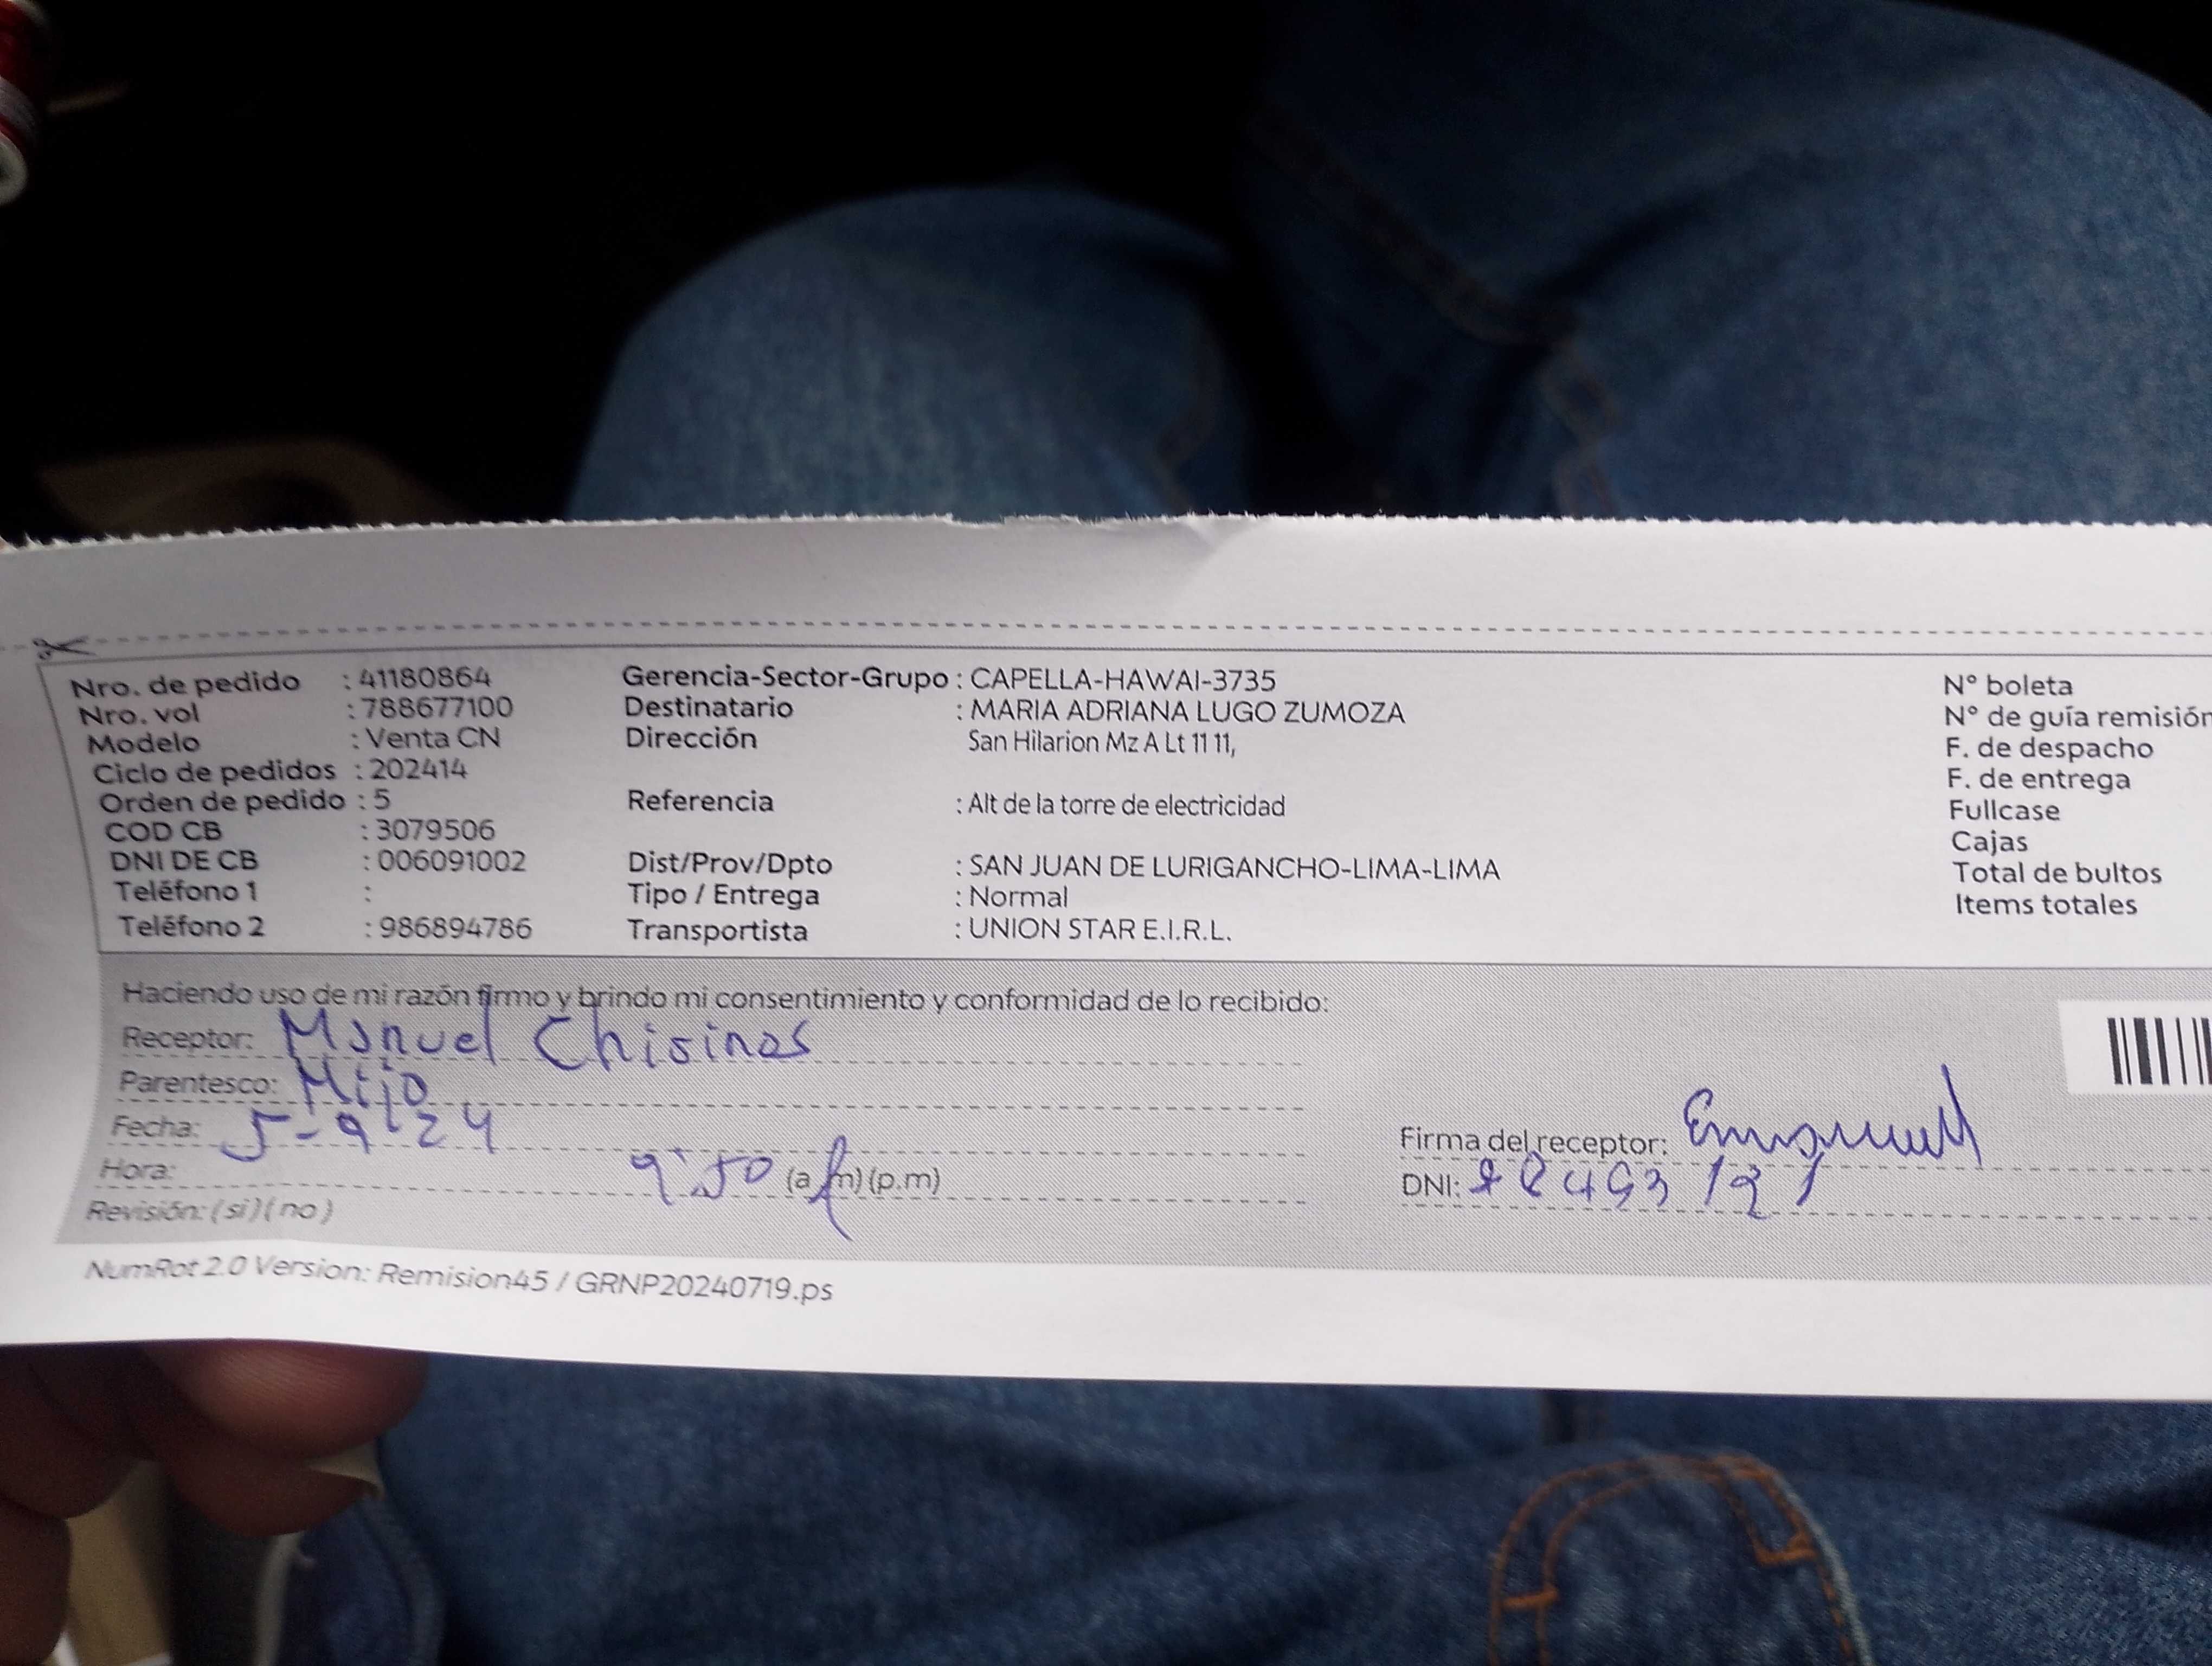 Nro. de pedido : 41180864
Nro. vol : 788677100
Modelo : Venta CN
Ciclo de pedidos : 202414
Orden de pedido : 5
COD CB : 3079506
DNI DE CB : 006091002
Teléfono 1 :
Teléfono 2 : 986894786
Gerencia-Sector-Grupo : CAPELLA-HAWAI-3735
Destinatario : MARIA ADRIANA LUGO ZUMOZA
Dirección San Hilarion Mz A Lt 11 11,
Referencia : Alt de la torre de electricidad
Dist/Prov/Dpto : SAN JUAN DE LURIGANCHO-LIMA-LIMA
Tipo / Entrega : Normal
Transportista : UNION STAR E.I.R.L.
N° boleta
N° de guía remisión
F. de despacho
F. de entrega
Fullcase
Cajas
Total de bultos
Items totales
Haciendo uso de mi razón firmo y brindo mi consentimiento y conformidad de lo recibido:
Receptor: Manuel Chirinos
Parentesco: Hijo
Fecha: 5-9-24
Hora: 9:50 (a.m) (p.m)
Revisión: (si) (no)
Firma del receptor:
DNI:
NumRot 2.0 Version: Remision45 / GRNP20240719.ps